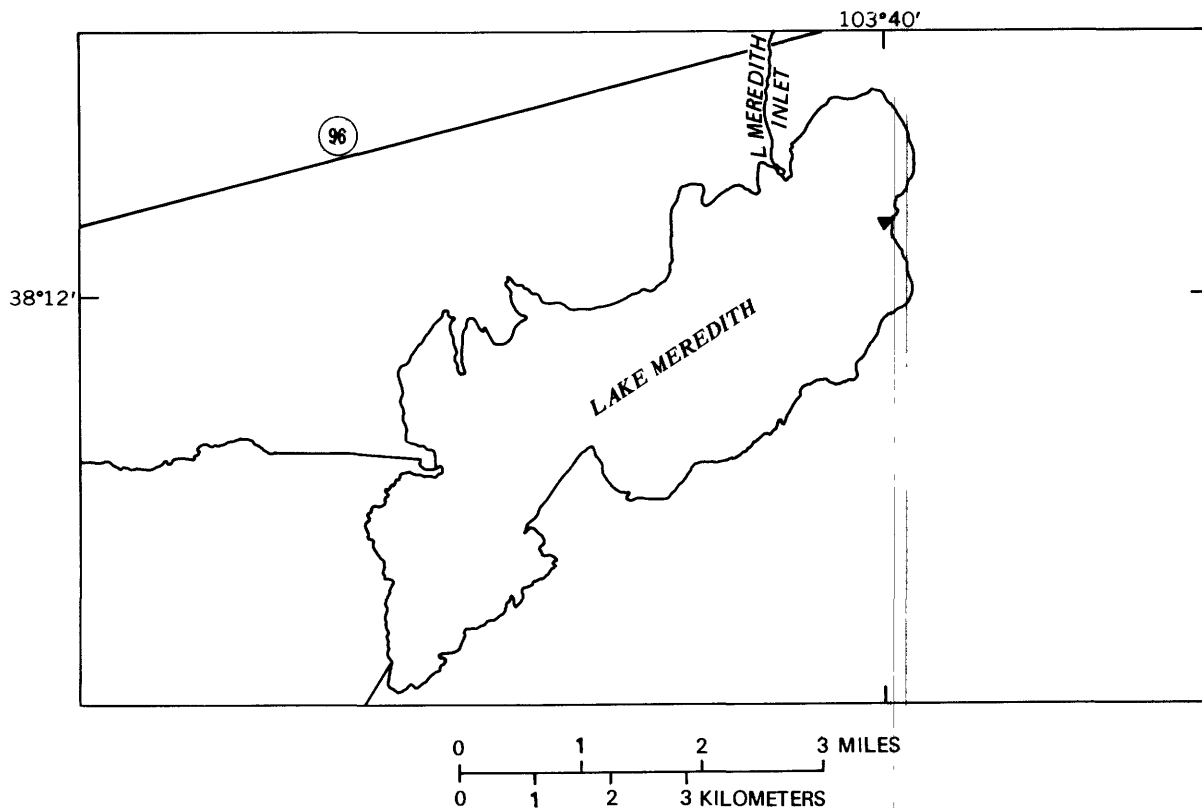 103°40'
L MEREDITH
INLET
96
38°12'
LAKE MEREDITH
0 1 2 3 MILES
0 1 2 3 KILOMETERS